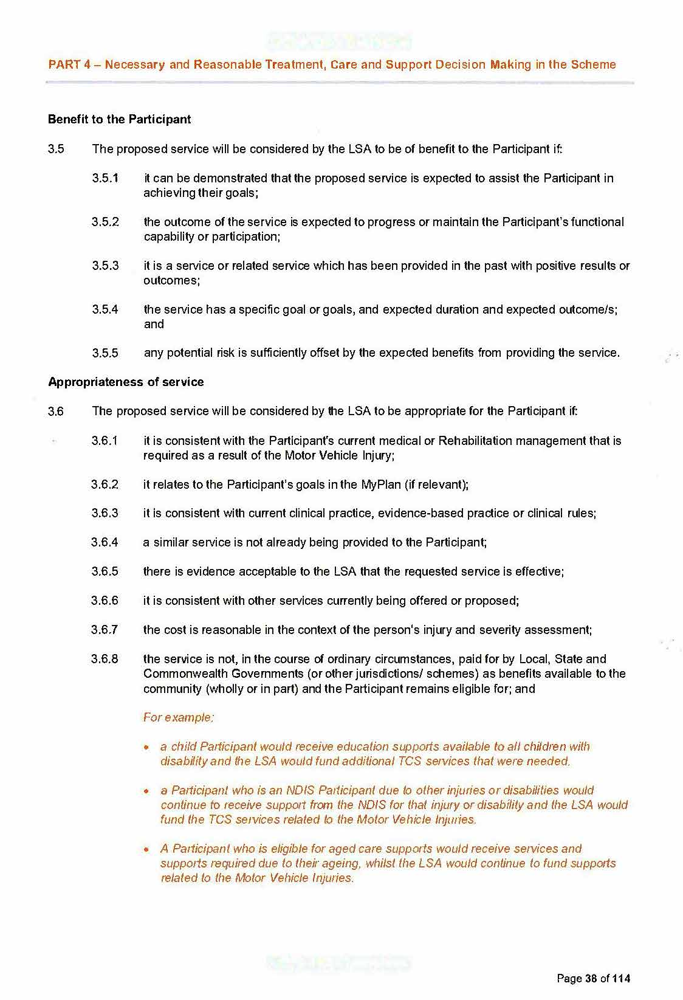 PART 4 – Necessary and Reasonable Treatment, Care and Support Decision Making in the Scheme
Benefit to the Participant
3.5 The proposed service will be considered by the LSA to be of benefit to the Participant if:
3.5.1 it can be demonstrated that the proposed service is expected to assist the Participant in
achieving their goals;
3.5.2 the outcome of the service is expected to progress or maintain the Participant's functional
capability or participation;
3.5.3 it is a service or related service which has been provided in the past with positive results or
outcomes;
3.5.4 the service has a specific goal or goals, and expected duration and expected outcome/s;
and
3.5.5 any potential risk is sufficiently offset by the expected benefits from providing the service.
Appropriateness of service
3.6 The proposed service will be considered by the LSA to be appropriate for the Participant if:
3.6.1 it is consistent with the Participant's current medical or Rehabilitation management that is
required as a result of the Motor Vehicle Injury;
3.6.2 it relates to the Participant's goals in the MyPlan (if relevant);
3.6.3 it is consistent with current clinical practice, evidence-based practice or clinical rules;
3.6.4 a similar service is not already being provided to the Participant;
3.6.5 there is evidence acceptable to the LSA that the requested service is effective;
3.6.6 it is consistent with other services currently being offered or proposed;
3.6.7 the cost is reasonable in the context of the person's injury and severity assessment;
3.6.8 the service is not, in the course of ordinary circumstances, paid for by Local, State and
Commonwealth Governments (or other jurisdictions/ schemes) as benefits available to the
community (wholly or in part) and the Participant remains eligible for; and
For example:
• a child Participant would receive education supports available to all children with
disability and the LSA would fund additional TCS services that were needed.
• a Participant who is an NDIS Participant due to other injuries or disabilities would
continue to receive support from the NDIS for that injury or disability and the LSA would
fund the TCS services related to the Motor Vehicle Injuries.
• A Participant who is eligible for aged care supports would receive services and
supports required due to their ageing, whilst the LSA would continue to fund supports
related to the Motor Vehicle Injuries.
Page 38 of 114